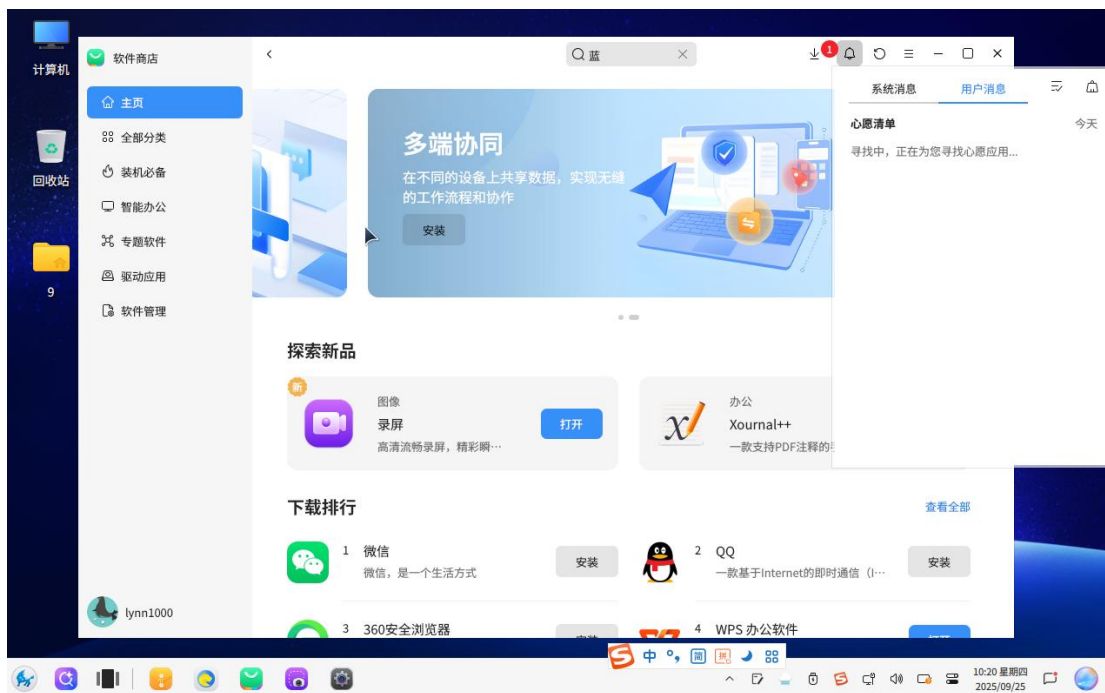 计算机
回收站
9
软件商店
蓝
1
主页
全部分类
装机必备
智能办公
专题软件
驱动应用
软件管理
lynn1000
多端协同
在不同的设备上共享数据，实现无缝
的工作流程和协作
安装
系统消息
用户消息
心愿清单
今天
寻找中，正在为您寻找心愿应用...
探索新品
新
图像
录屏
高清流畅录屏，精彩瞬…
打开
办公
Xournal++
一款支持PDF注释的
下载排行
查看全部
1
微信
微信，是一个生活方式
安装
2
QQ
一款基于Internet的即时通信（I…
安装
3
360安全浏览器
4
WPS 办公软件
中 简 拼
10:20 星期四
2025/09/25